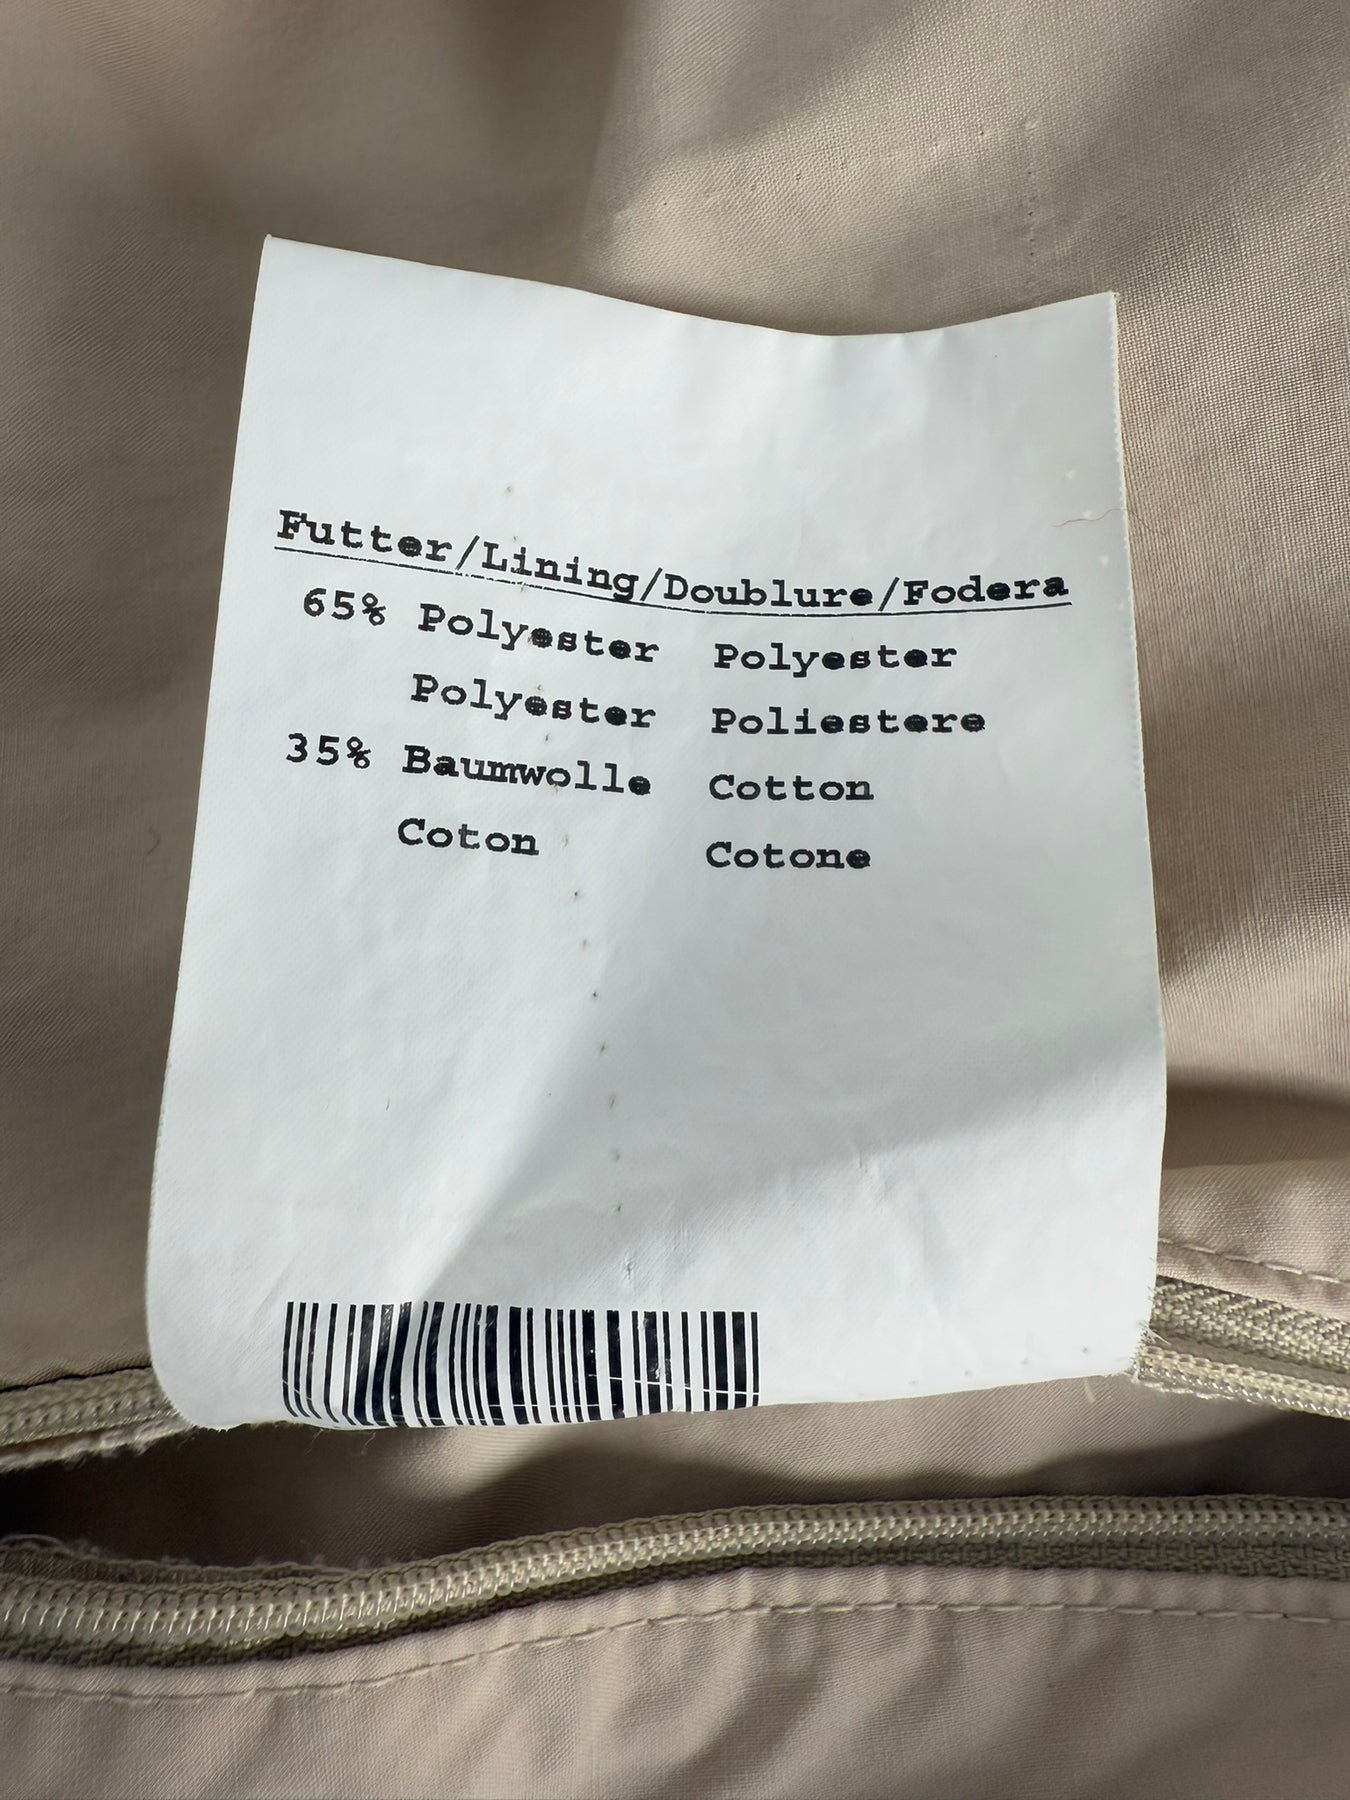 Futter/Lining/Doublure/Fodera
65% Polyester Polyester
Polyester Poliestere
35% Baumwolle Cotton
Coton Cotone